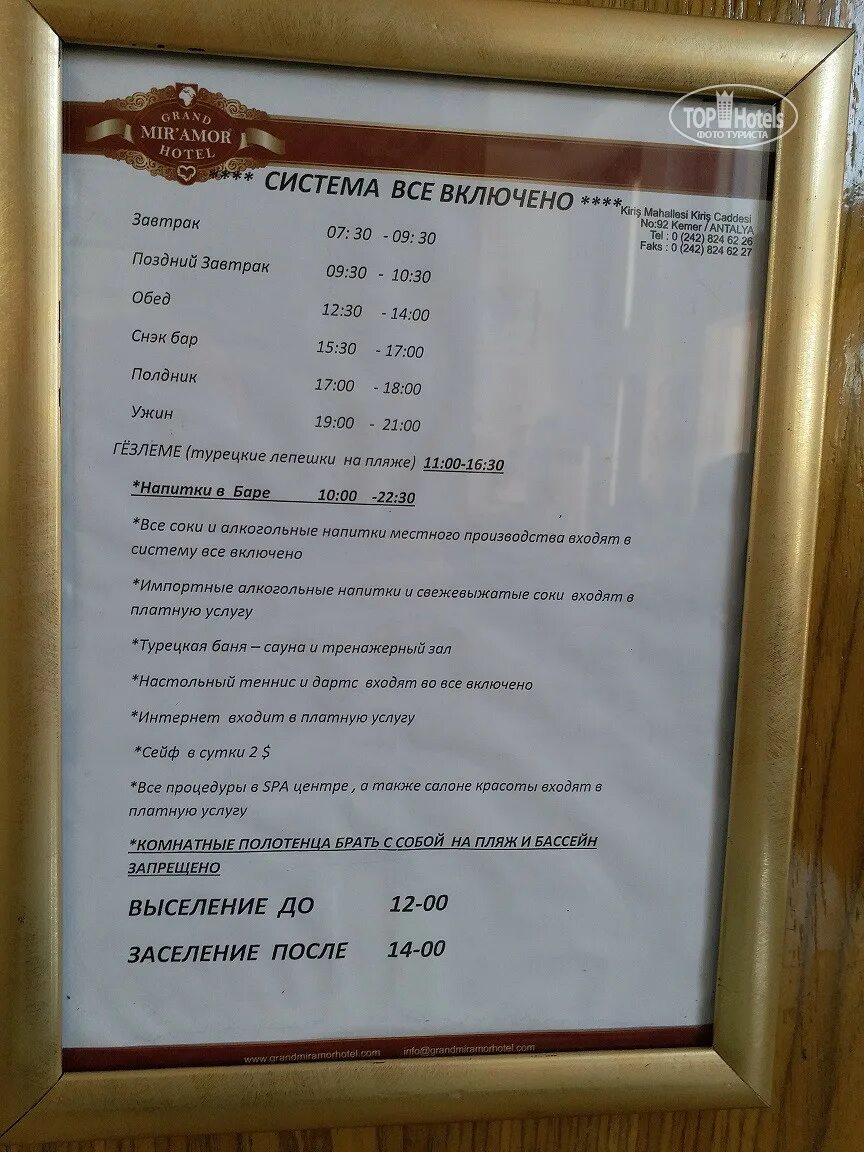 GRAND
MIR'AMOR
HOTEL
TOP Hotels
ФОТО ТУРИСТА
**** СИСТЕМА ВСЕ ВКЛЮЧЕНО ****
Kiriş Mahallesi Kiriş Caddesi
No:92 Kemer / ANTALYA
Tel : 0 (242) 824 62 26
Faks : 0 (242) 824 62 27
Завтрак 07:30 - 09:30
Поздний Завтрак 09:30 - 10:30
Обед 12:30 - 14:00
Снэк бар 15:30 - 17:00
Полдник 17:00 - 18:00
Ужин 19:00 - 21:00
ГЁЗЛЕМЕ (турецкие лепешки на пляже) 11:00-16:30
*Напитки в Баре 10:00 -22:30
*Все соки и алкогольные напитки местного производства входят в
систему все включено
*Импортные алкогольные напитки и свежевыжатые соки входят в
платную услугу
*Турецкая баня – сауна и тренажерный зал
*Настольный теннис и дартс входят во все включено
*Интернет входит в платную услугу
*Сейф в сутки 2 $
*Все процедуры в SPA центре , а также салоне красоты входят в
платную услугу
*КОМНАТНЫЕ ПОЛОТЕНЦА БРАТЬ С СОБОЙ НА ПЛЯЖ И БАССЕЙН
ЗАПРЕЩЕНО
ВЫСЕЛЕНИЕ ДО 12-00
ЗАСЕЛЕНИЕ ПОСЛЕ 14-00
www.grandmiramorhotel.com info@grandmiramorhotel.com